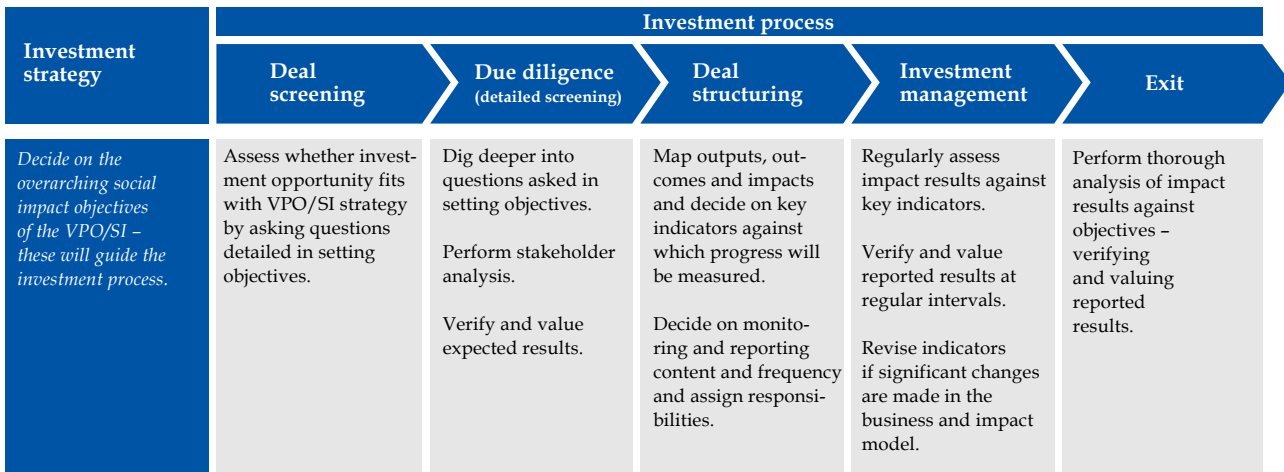 Investment process
Investment
strategy
Deal
screening
Due diligence
(detailed screening)
Deal
structuring
Investment
management
Exit
Decide on the
overarching social
impact objectives
of the VPO/SI –
these will guide the
investment process.
Assess whether invest-
ment opportunity fits
with VPO/SI strategy
by asking questions
detailed in setting
objectives.
Dig deeper into
questions asked in
setting objectives.
Perform stakeholder
analysis.
Verify and value
expected results.
Map outputs, out-
comes and impacts
and decide on key
indicators against
which progress will
be measured.
Decide on monito-
ring and reporting
content and frequency
and assign responsi-
bilities.
Regularly assess
impact results against
key indicators.
Verify and value
reported results at
regular intervals.
Revise indicators
if significant changes
are made in the
business and impact
model.
Perform thorough
analysis of impact
results against
objectives –
verifying
and valuing
reported
results.